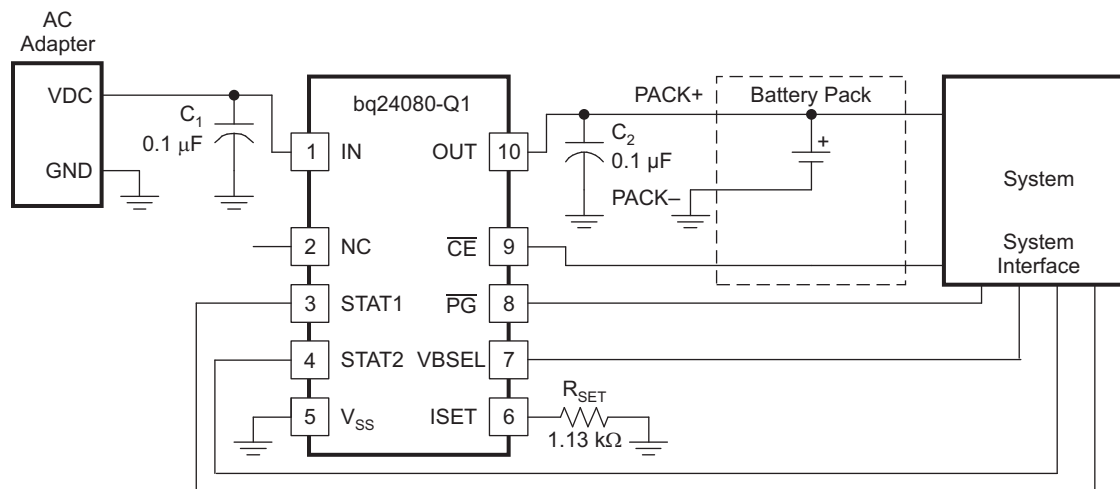 AC
Adapter
VDC
GND
C1
0.1 μF
bq24080-Q1
1
IN
OUT
10
2
NC
C̅E̅
9
3
STAT1
P̅G̅
8
4
STAT2
VBSEL
7
5
VSS
ISET
6
C2
0.1 μF
PACK+
PACK–
Battery Pack
+
RSET
1.13 kΩ
System
System
Interface